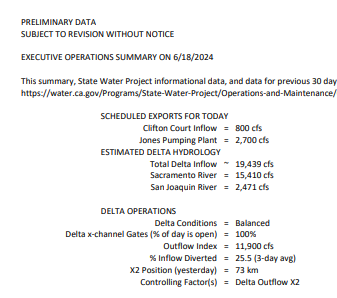 PRELIMINARY DATA
SUBJECT TO REVISION WITHOUT NOTICE
EXECUTIVE OPERATIONS SUMMARY ON 6/18/2024
This summary, State Water Project informational data, and data for previous 30 day
https://water.ca.gov/Programs/State-Water-Project/Operations-and-Maintenance/
SCHEDULED EXPORTS FOR TODAY
Clifton Court Inflow = 800 cfs
Jones Pumping Plant = 2,700 cfs
ESTIMATED DELTA HYDROLOGY
Total Delta Inflow ~ 19,439 cfs
Sacramento River = 15,410 cfs
San Joaquin River = 2,471 cfs
DELTA OPERATIONS
Delta Conditions = Balanced
Delta x-channel Gates (% of day is open) = 100%
Outflow Index = 11,900 cfs
% Inflow Diverted = 25.5 (3-day avg)
X2 Position (yesterday) = 73 km
Controlling Factor(s) = Delta Outflow X2